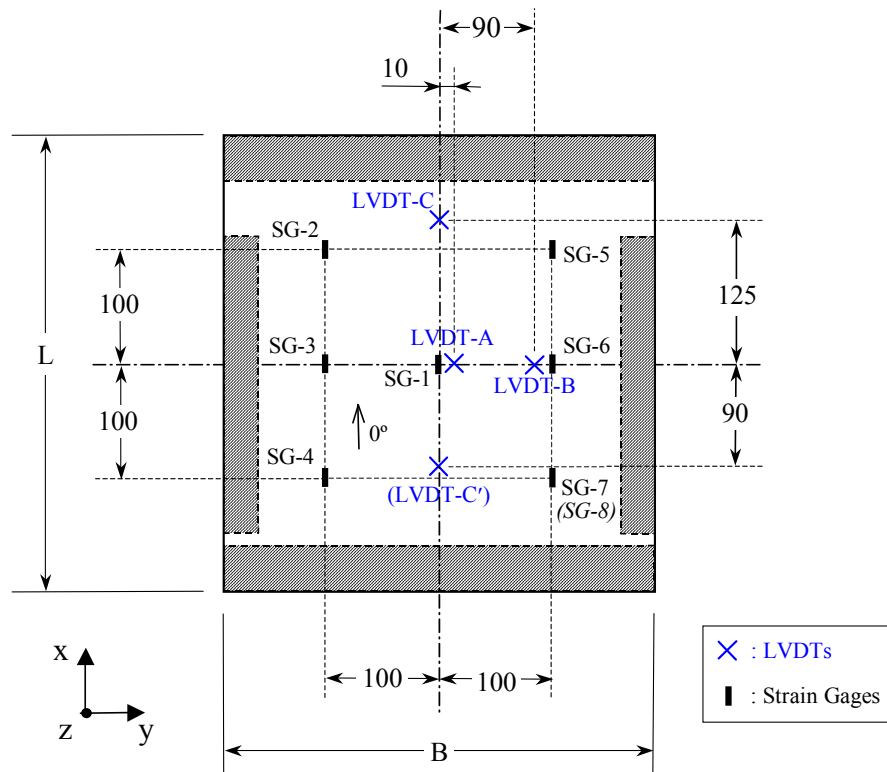 90
10
LVDT-C
SG-2
SG-5
100
125
LVDT-A
L
SG-3
SG-6
SG-1
LVDT-B
100
90
0º
SG-4
(LVDT-C′)
SG-7
(SG-8)
x
z
y
100
100
B
: LVDTs
: Strain Gages